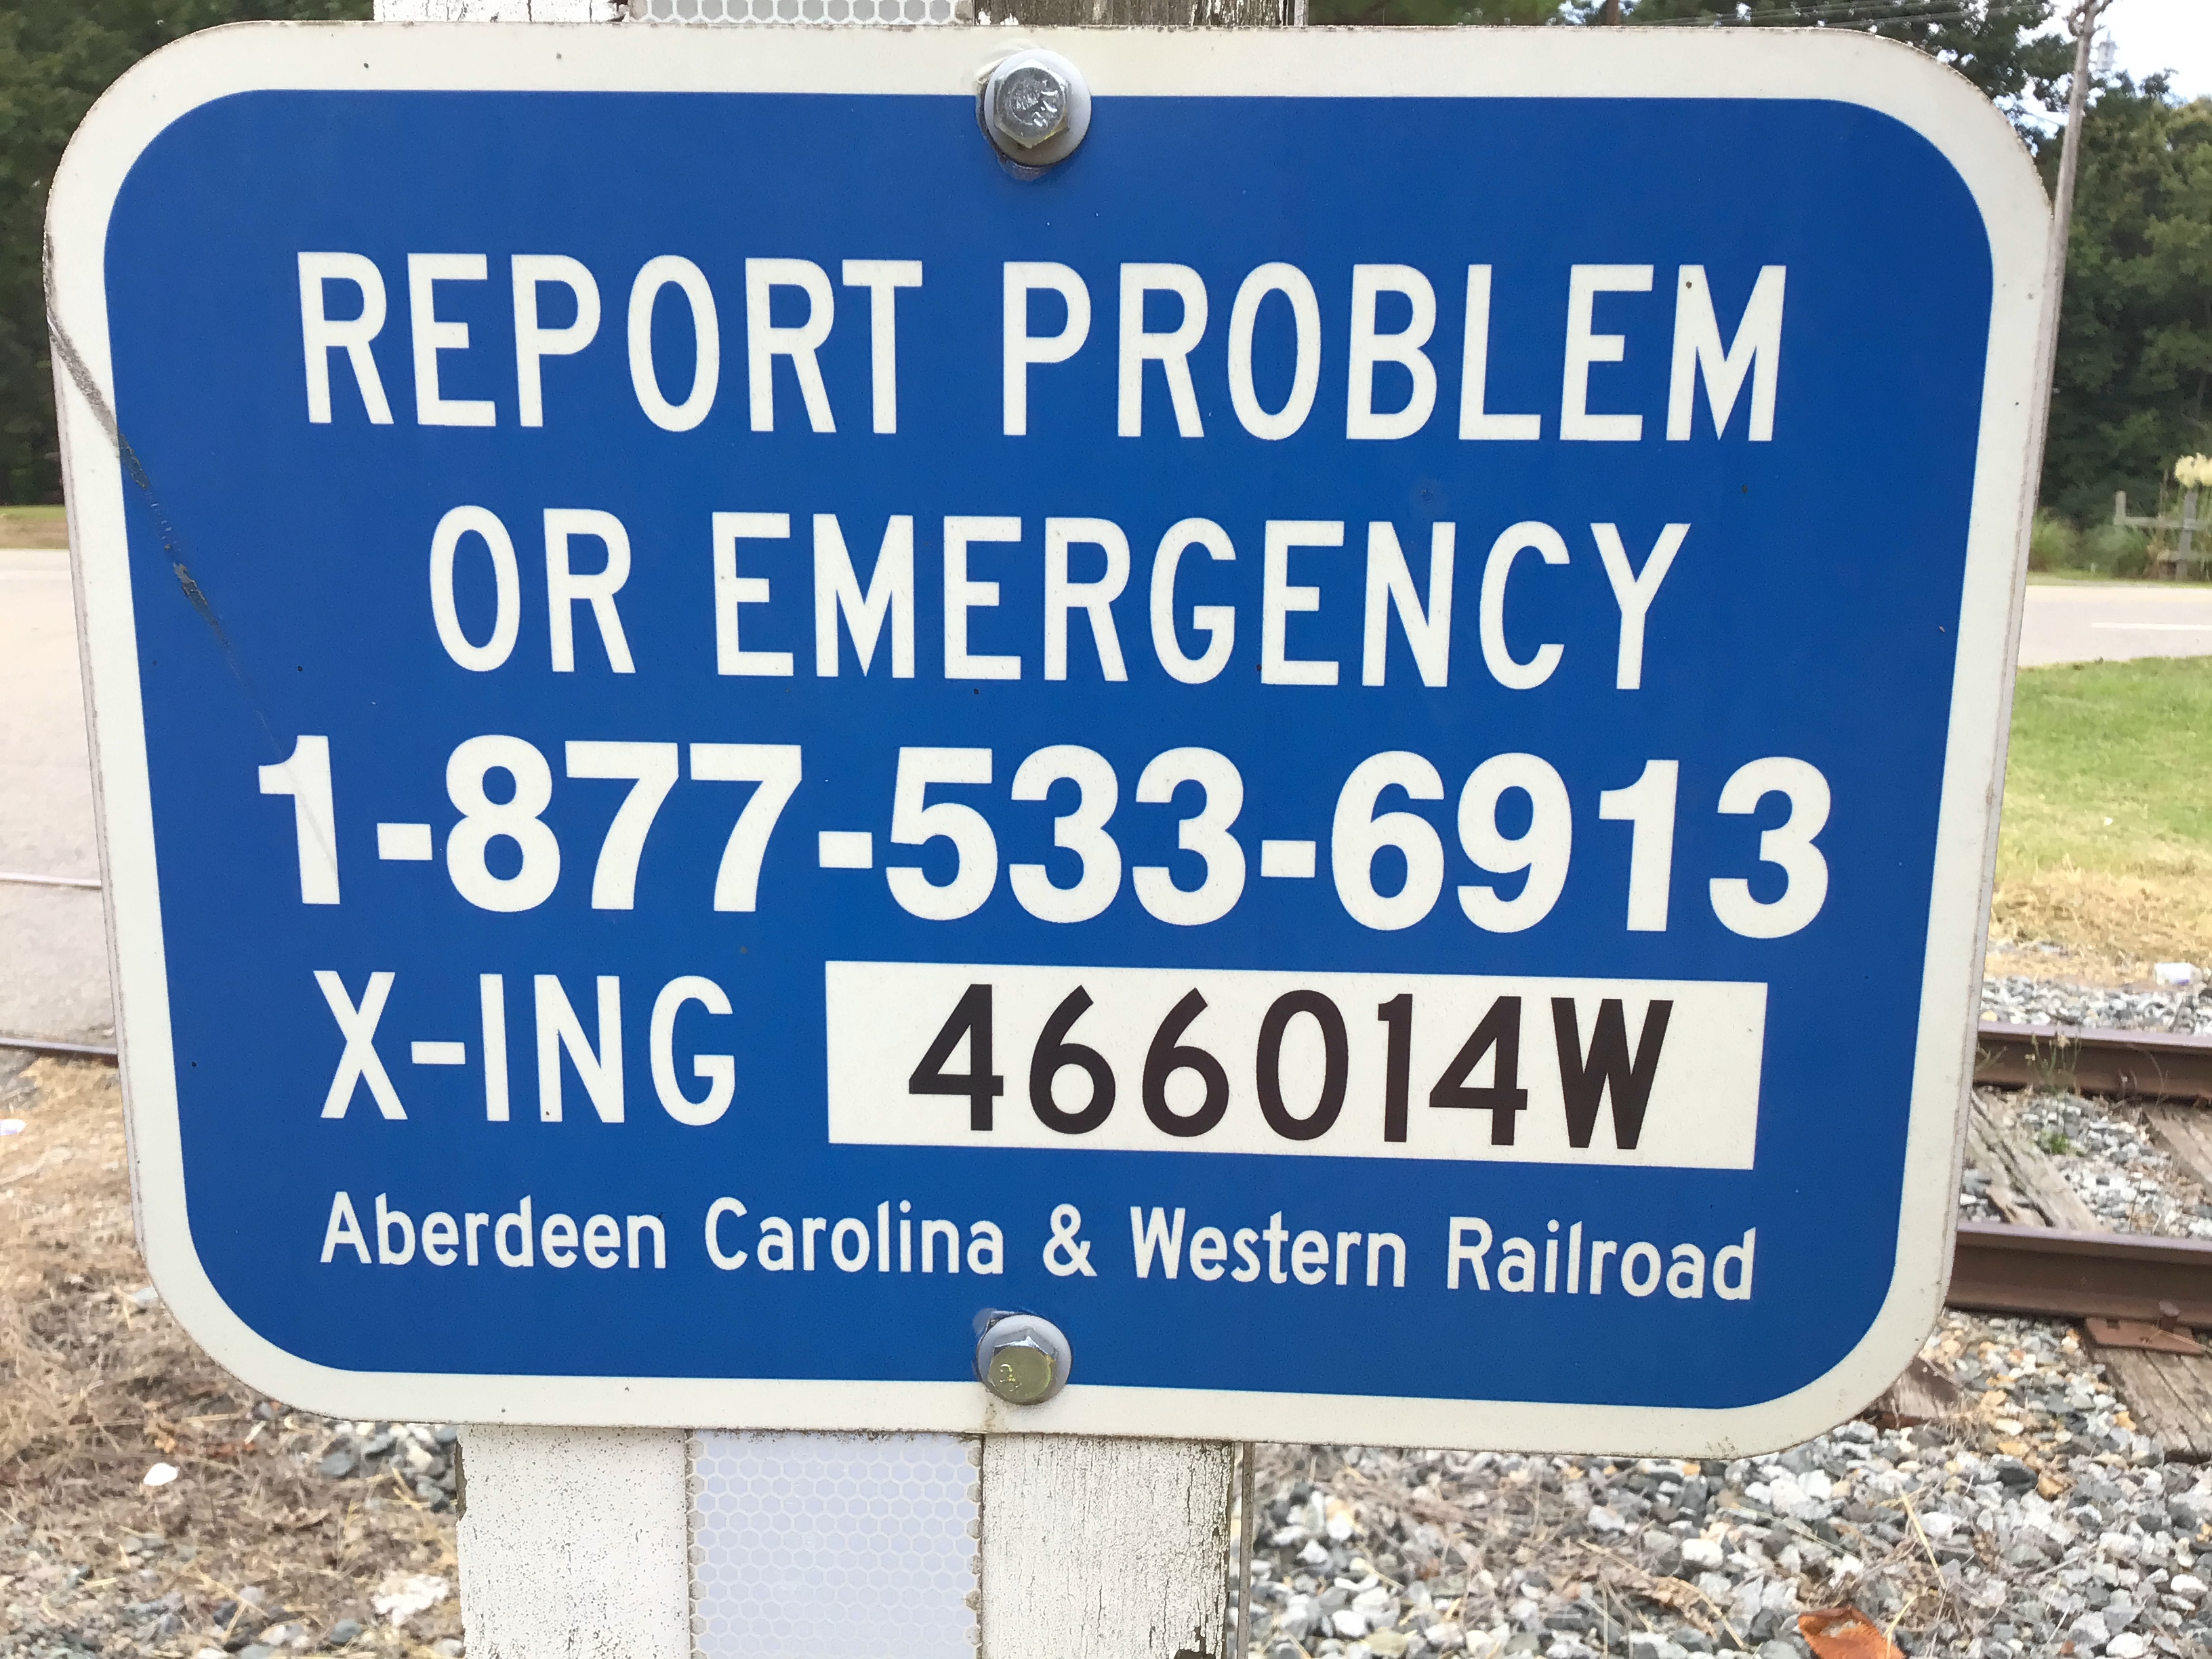 REPORT PROBLEM
OR EMERGENCY
1-877-533-6913
X-ING 466014W
Aberdeen Carolina & Western Railroad